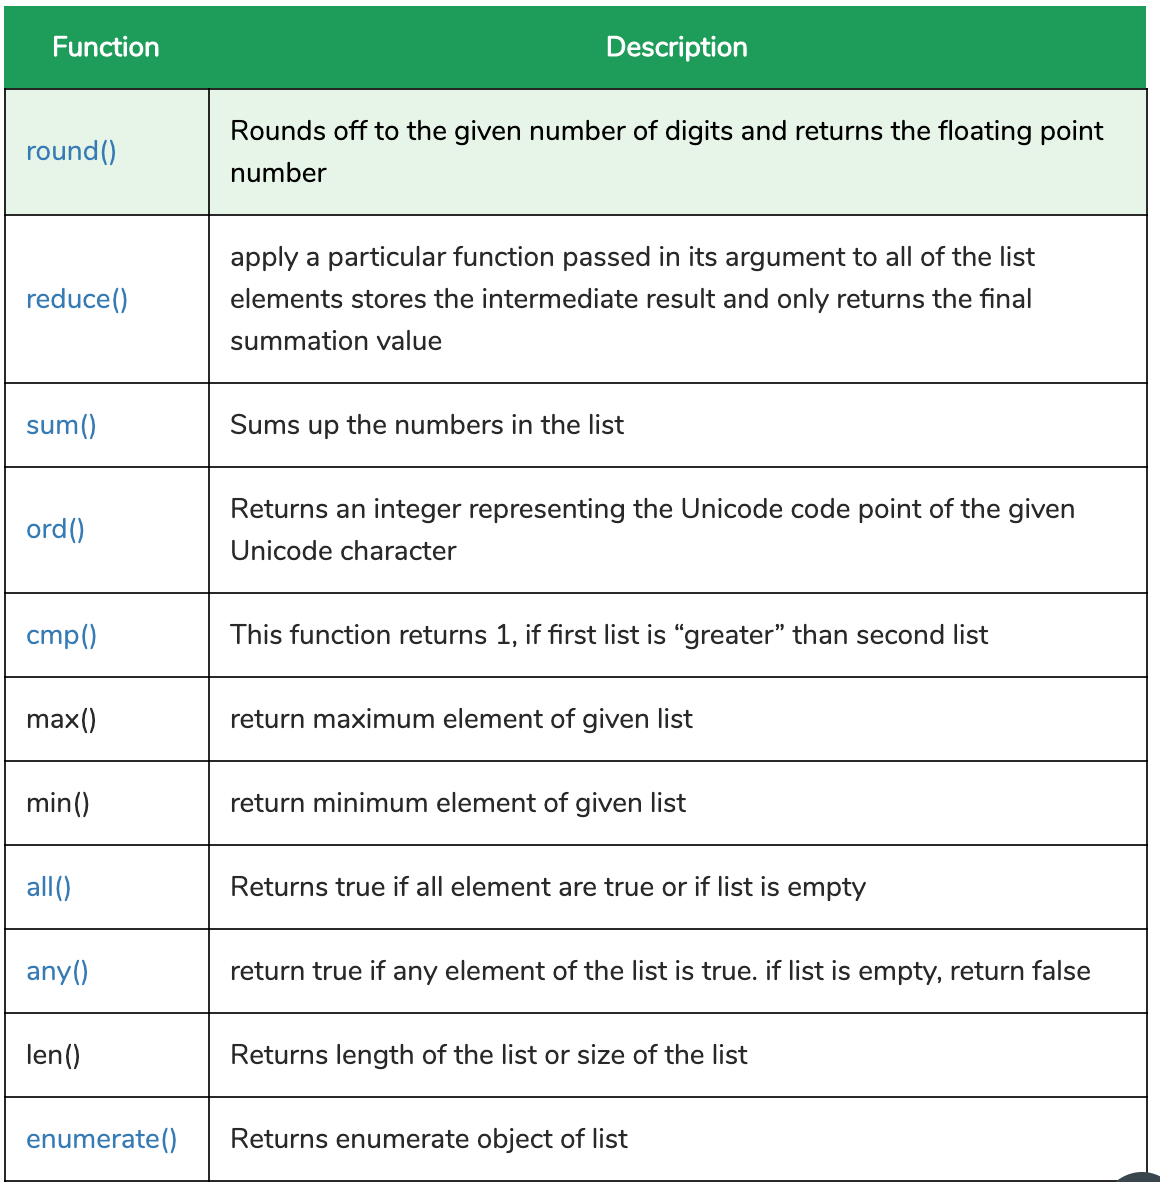 Function Description
round() Rounds off to the given number of digits and returns the floating point
number
reduce() apply a particular function passed in its argument to all of the list
elements stores the intermediate result and only returns the final
summation value
sum() Sums up the numbers in the list
ord() Returns an integer representing the Unicode code point of the given
Unicode character
cmp() This function returns 1, if first list is “greater” than second list
max() return maximum element of given list
min() return minimum element of given list
all() Returns true if all element are true or if list is empty
any() return true if any element of the list is true. if list is empty, return false
len() Returns length of the list or size of the list
enumerate() Returns enumerate object of list